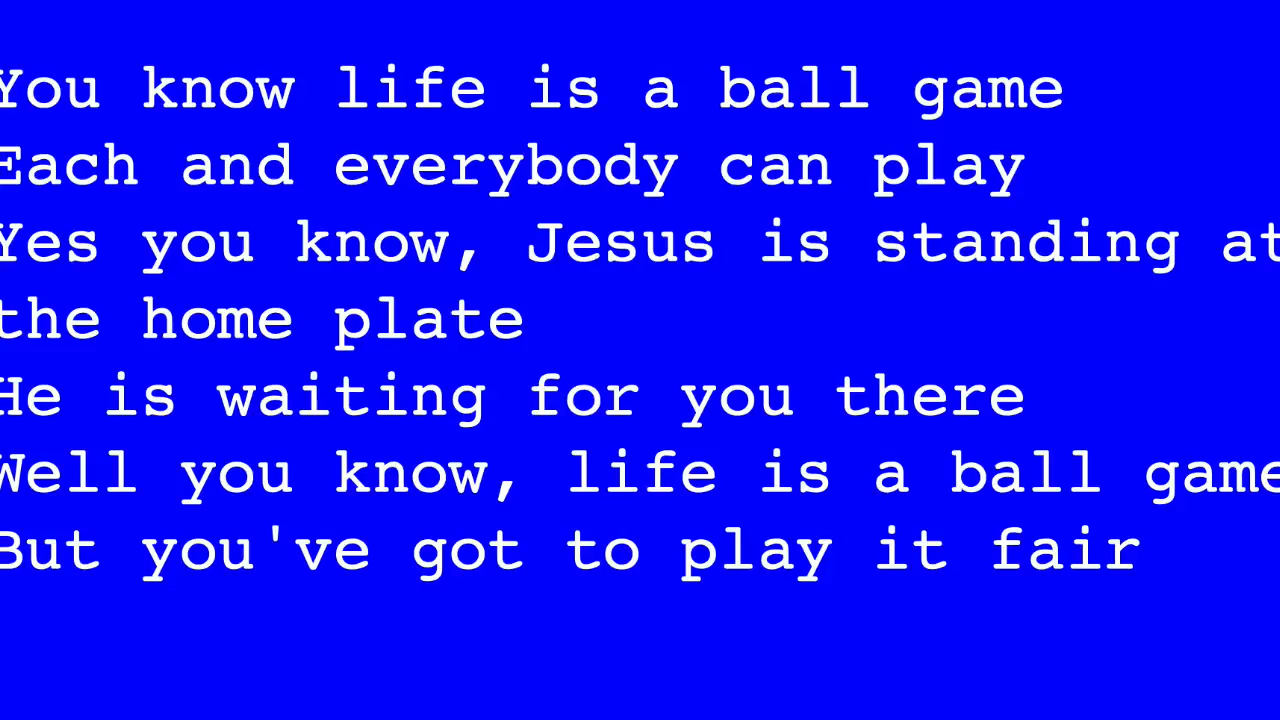 You know life is a ball game
Each and everybody can play
Yes you know, Jesus is standing at
the home plate
He is waiting for you there
Well you know, life is a ball game
But you've got to play it fair